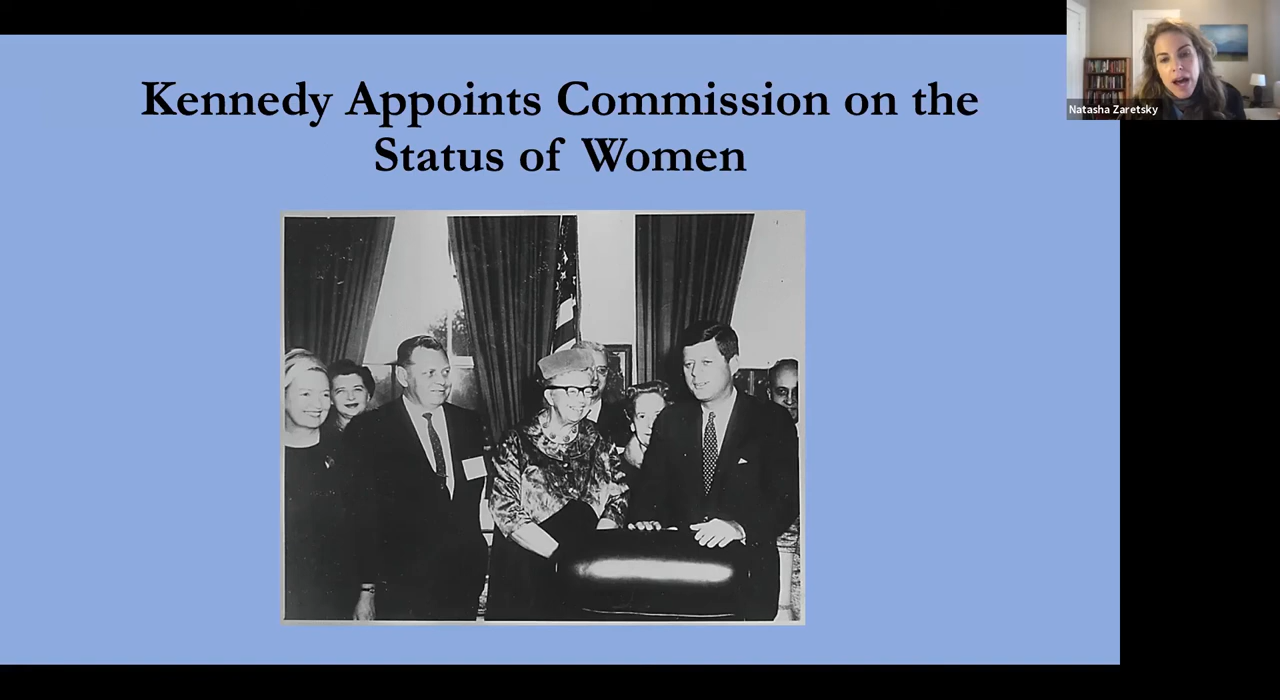 Kennedy Appoints Commission on the
Status of Women
Natasha Zaretsky